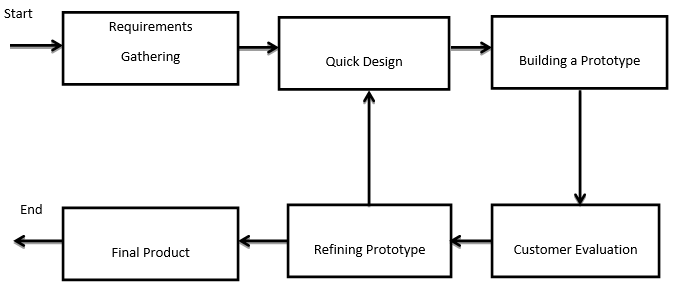 Start
Requirements
Gathering
Quick Design
Building a Prototype
End
Final Product
Refining Prototype
Customer Evaluation